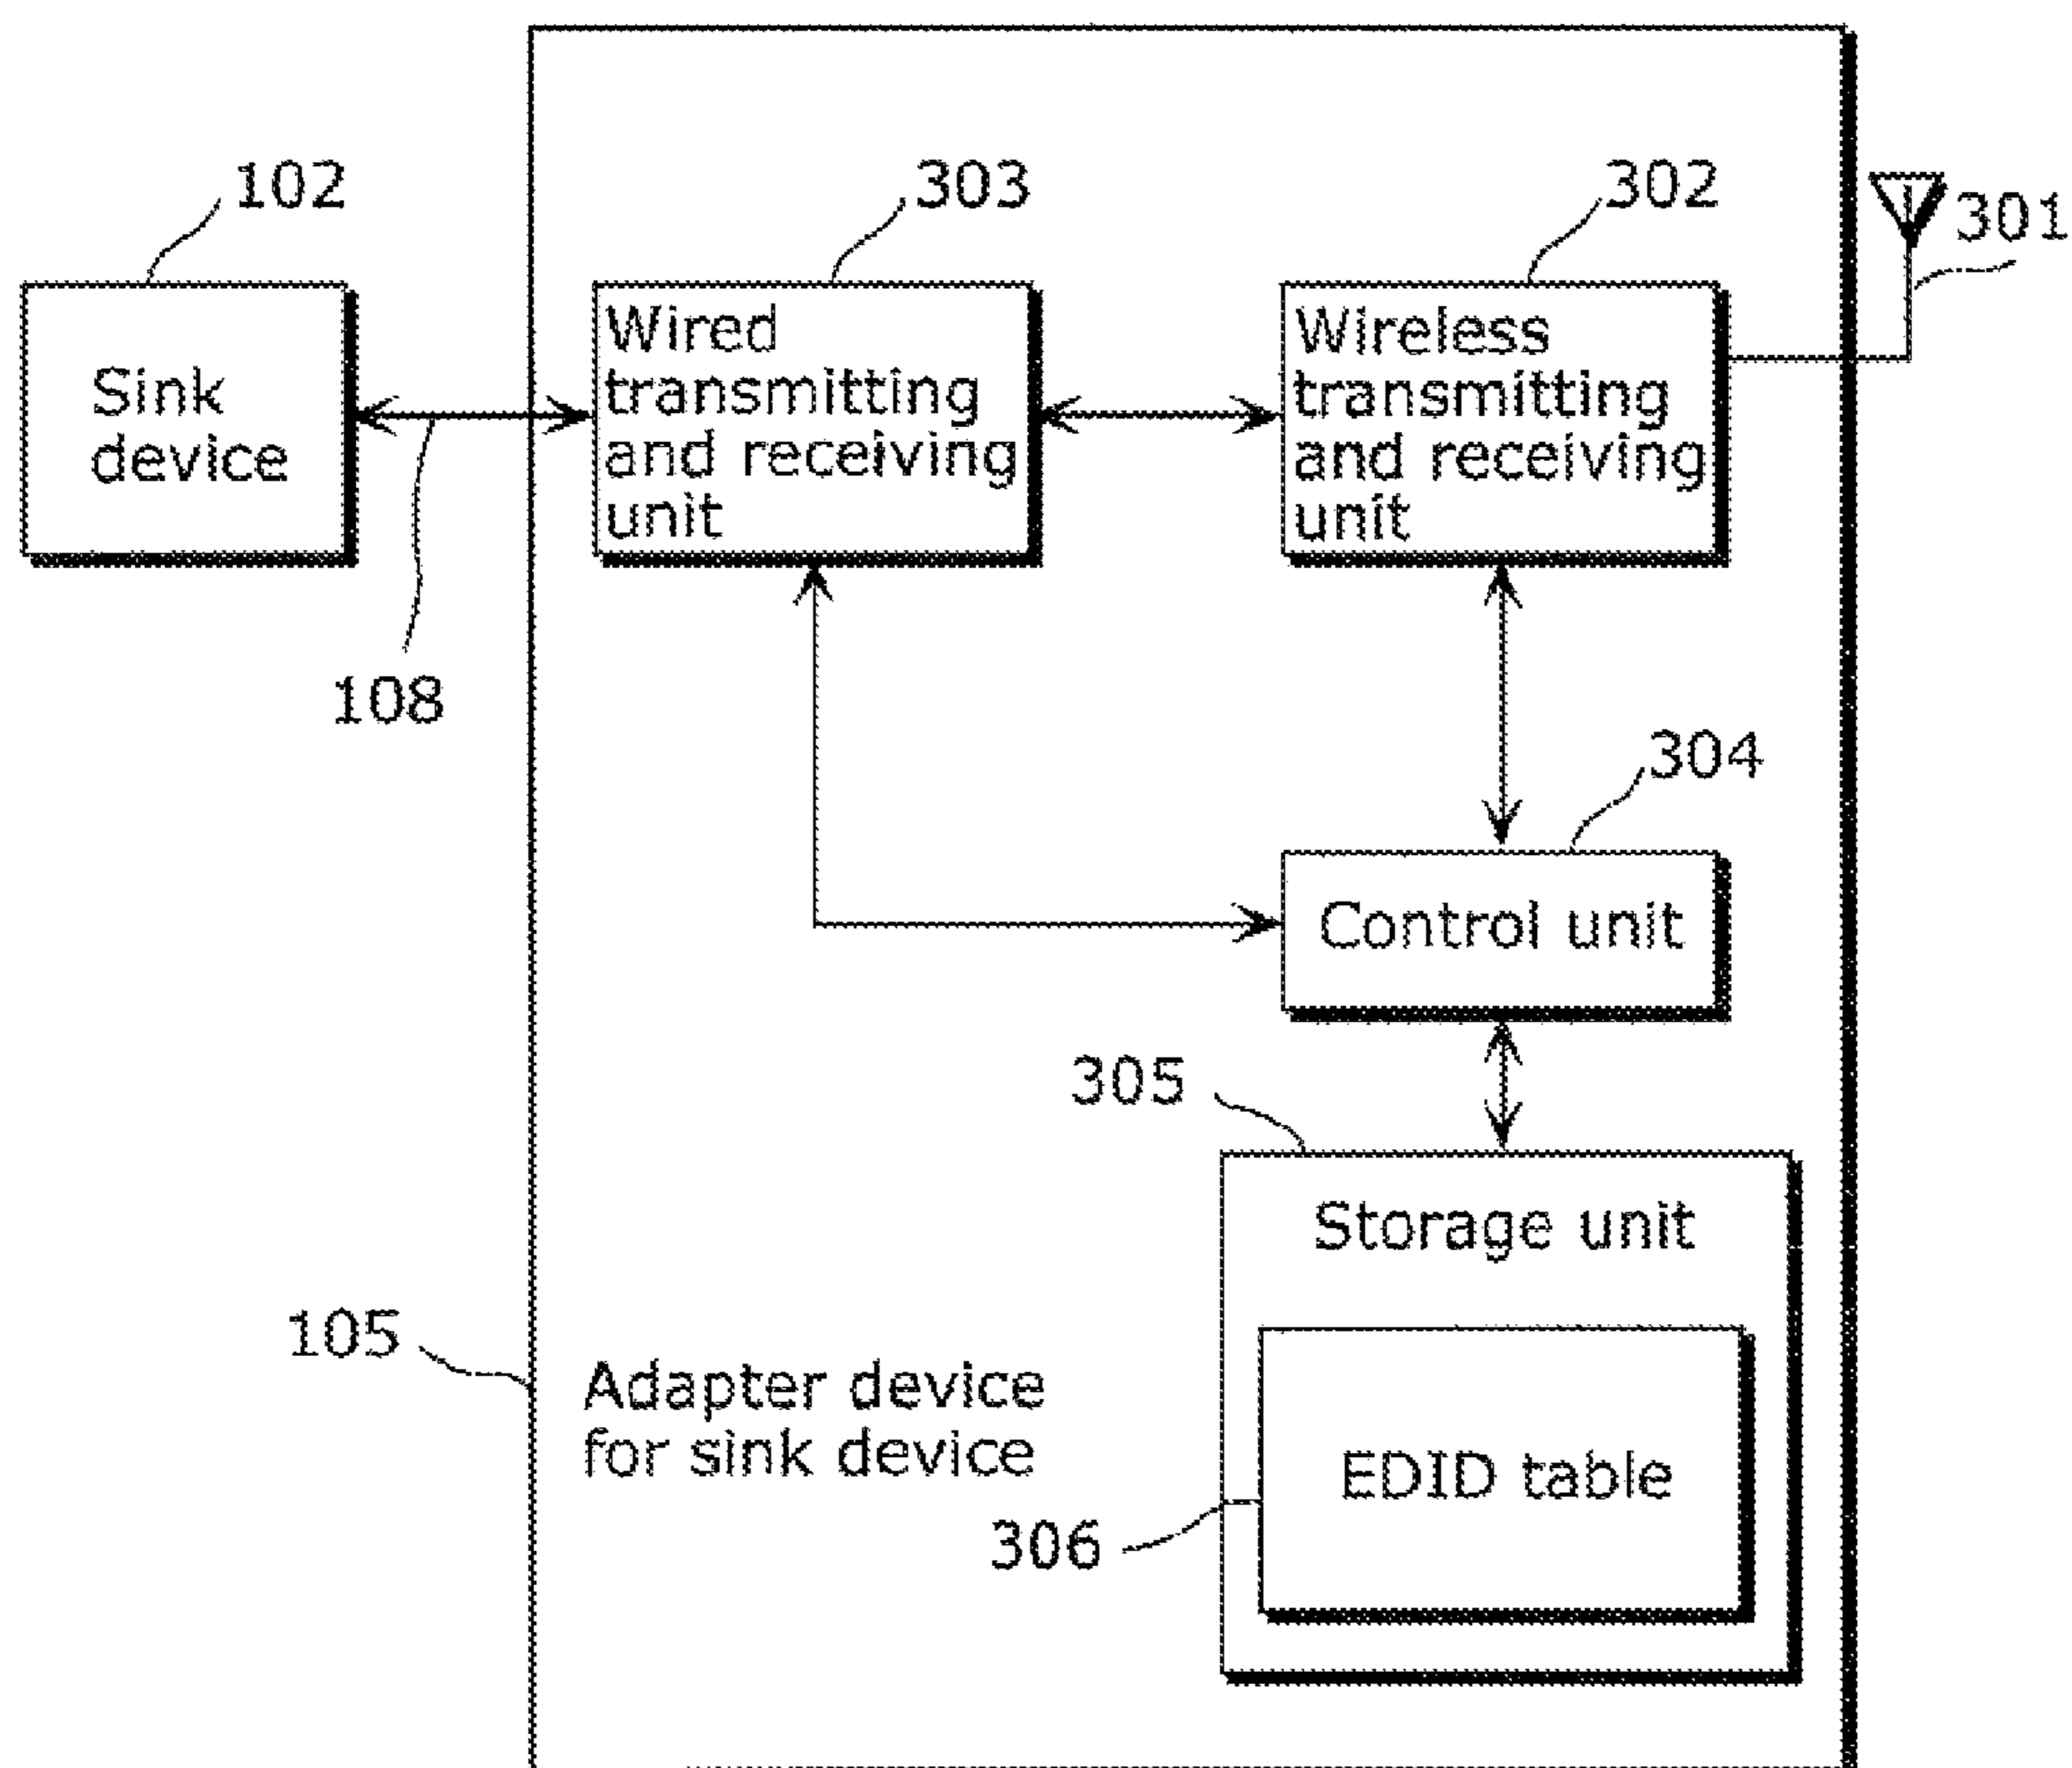 102
303
302
301
Sink
device
Wired
transmitting
and receiving
unit
Wireless
transmitting
and receiving
unit
108
304
Control unit
305
Storage unit
105
Adapter device
for sink device
EDID table
306